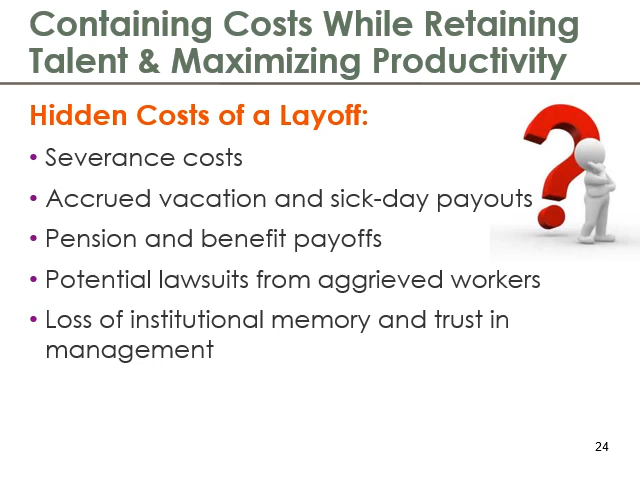 Containing Costs While Retaining
Talent & Maximizing Productivity
Hidden Costs of a Layoff:
• Severance costs
• Accrued vacation and sick-day payouts
• Pension and benefit payoffs
• Potential lawsuits from aggrieved workers
• Loss of institutional memory and trust in
management
24